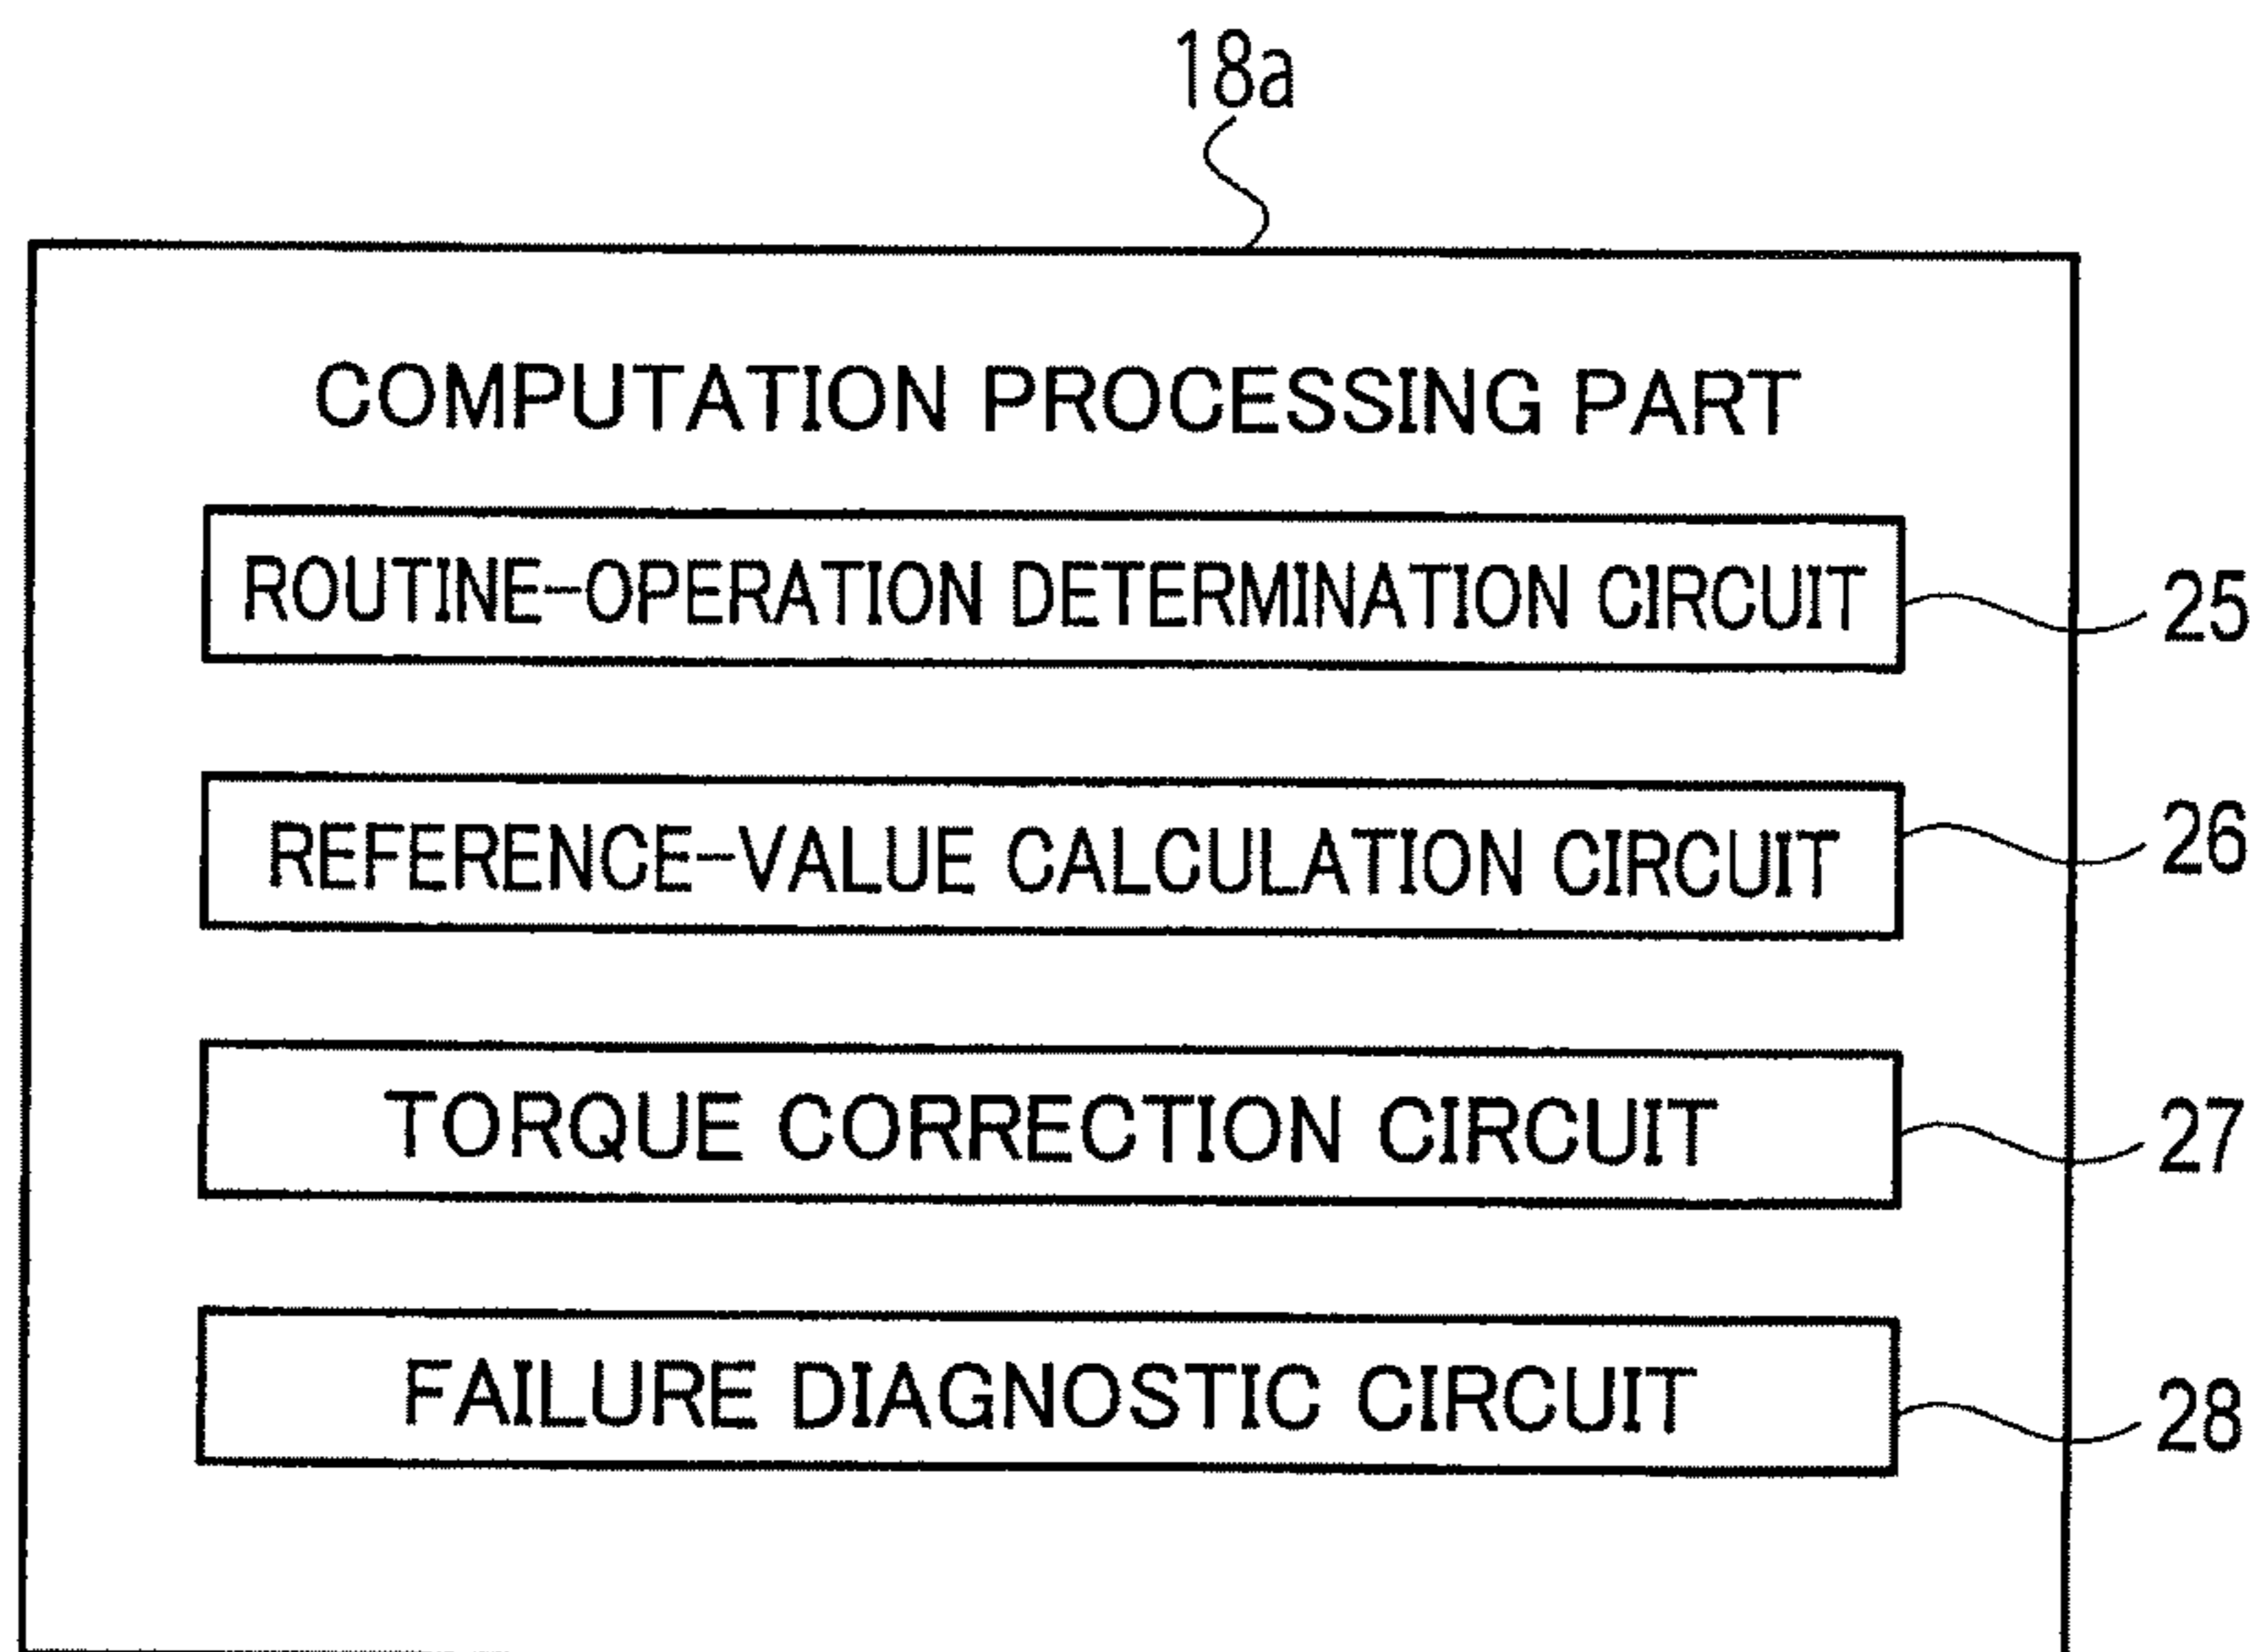 18a
COMPUTATION PROCESSING PART
ROUTINE-OPERATION DETERMINATION CIRCUIT
25
REFERENCE-VALUE CALCULATION CIRCUIT
26
TORQUE CORRECTION CIRCUIT
27
FAILURE DIAGNOSTIC CIRCUIT
28